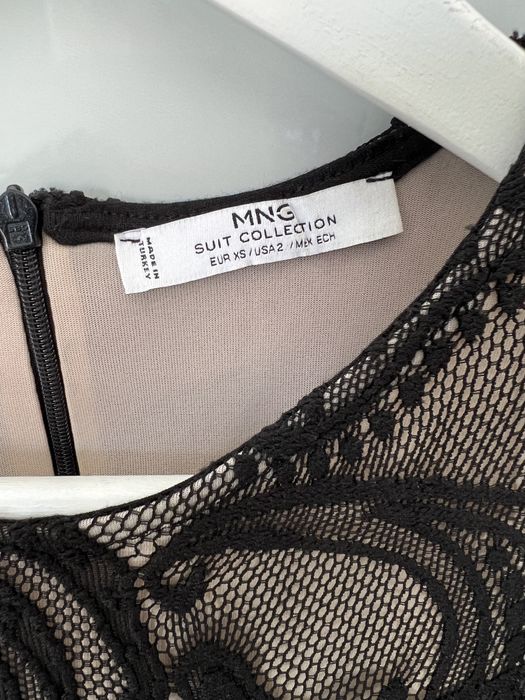 MNG
SUIT COLLECTION
EUR XS / USA 2 / MEX ECH
MADE IN
TURKEY